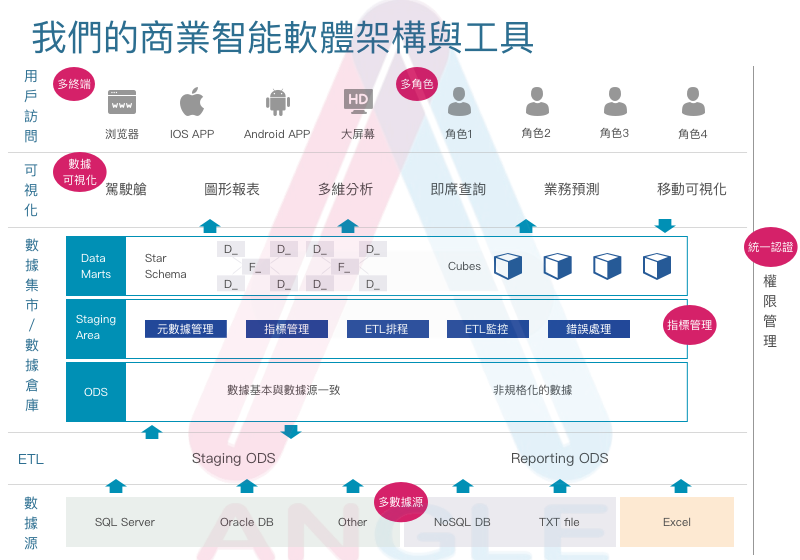 我們的商業智能軟體架構與工具
用戶訪問
多終端
多角色
HD
WWW
浏览器
IOS APP
Android APP
大屏幕
角色1
角色2
角色3
角色4
可視化
數據
可視化
駕駛艙
圖形報表
多維分析
即席查詢
業務預測
移動可視化
統一認證
權限管理
數據集市/數據倉庫
Data
Marts
Star
Schema
D_ D_ D_ D_
F_ F_
D_ D_ D_ D_
Cubes
Staging
Area
元數據管理
指標管理
ETL排程
ETL監控
錯誤處理
指標管理
ODS
數據基本與數據源一致
非規格化的數據
ETL
Staging ODS
Reporting ODS
數據源
多數據源
SQL Server
Oracle DB
Other
NoSQL DB
TXT file
Excel
ANGLE